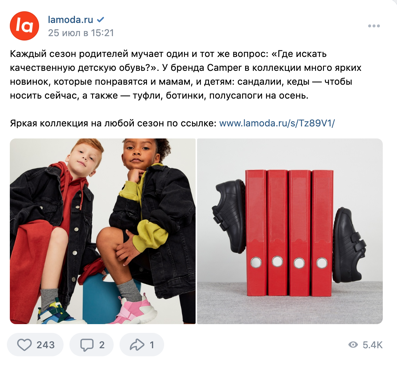 la
lamoda.ru
25 июл в 15:21
Каждый сезон родителей мучает один и тот же вопрос: «Где искать
качественную детскую обувь?». У бренда Camper в коллекции много ярких
новинок, которые понравятся и мамам, и детям: сандалии, кеды — чтобы
носить сейчас, а также — туфли, ботинки, полусапоги на осень.
Яркая коллекция на любой сезон по ссылке: www.lamoda.ru/s/Tz89V1/
243 2 1 5.4K